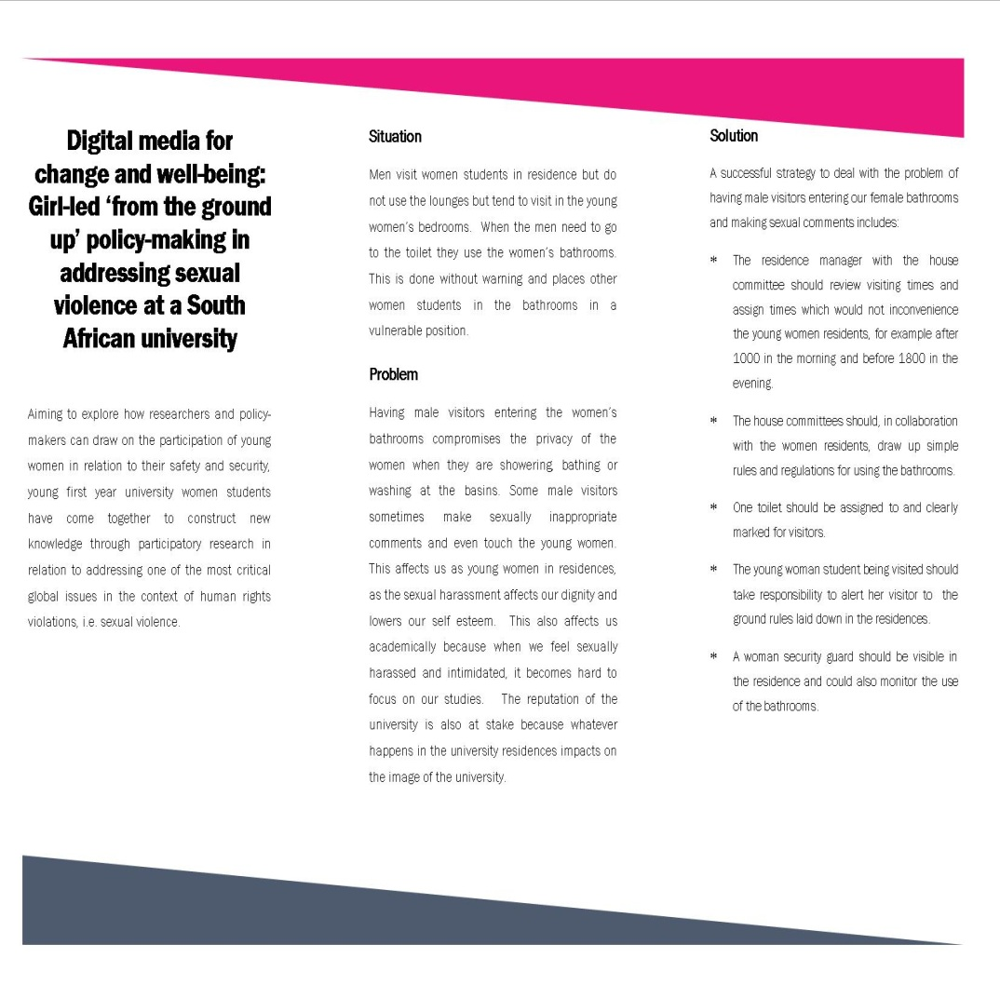 Digital media for
change and well-being:
Girl-led ‘from the ground
up’ policy-making in
addressing sexual
violence at a South
African university
Aiming to explore how researchers and policy-
makers can draw on the participation of young
women in relation to their safety and security,
young first year university women students
have come together to construct new
knowledge through participatory research in
relation to addressing one of the most critical
global issues in the context of human rights
violations, i.e. sexual violence.
Situation
Men visit women students in residence but do
not use the lounges but tend to visit in the young
women’s bedrooms. When the men need to go
to the toilet they use the women’s bathrooms.
This is done without warning and places other
women students in the bathrooms in a
vulnerable position.
Problem
Having male visitors entering the women’s
bathrooms compromises the privacy of the
women when they are showering, bathing or
washing at the basins. Some male visitors
sometimes make sexually inappropriate
comments and even touch the young women.
This affects us as young women in residences,
as the sexual harassment affects our dignity and
lowers our self esteem. This also affects us
academically because when we feel sexually
harassed and intimidated, it becomes hard to
focus on our studies. The reputation of the
university is also at stake because whatever
happens in the university residences impacts on
the image of the university.
Solution
A successful strategy to deal with the problem of
having male visitors entering our female bathrooms
and making sexual comments includes:
* The residence manager with the house
committee should review visiting times and
assign times which would not inconvenience
the young women residents, for example after
1000 in the morning and before 1800 in the
evening.
* The house committees should, in collaboration
with the women residents, draw up simple
rules and regulations for using the bathrooms.
* One toilet should be assigned to and clearly
marked for visitors.
* The young woman student being visited should
take responsibility to alert her visitor to the
ground rules laid down in the residences.
* A woman security guard should be visible in
the residence and could also monitor the use
of the bathrooms.